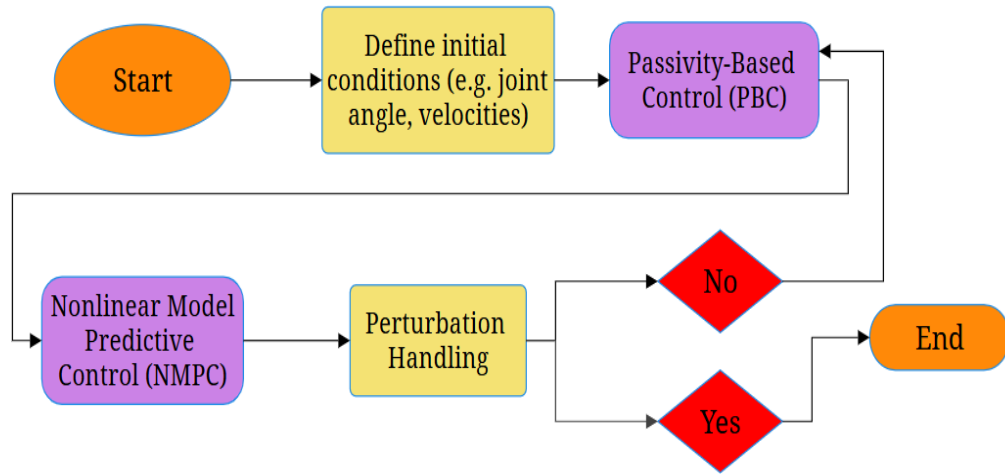 Start
Define initial
conditions (e.g. joint
angle, velocities)
Passivity-Based
Control (PBC)
Nonlinear Model
Predictive
Control (NMPC)
Perturbation
Handling
No
Yes
End